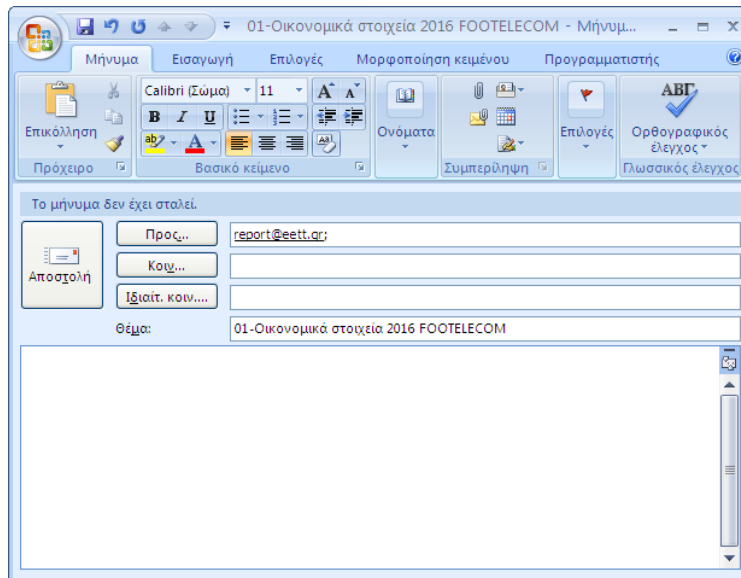 01-Οικονομικά στοιχεία 2016 FOOTELECOM - Μήνυμ...
Μήνυμα Εισαγωγή Επιλογές Μορφοποίηση κειμένου Προγραμματιστής
Calibri (Σώμα) 11 A A
B I U
Επικόλληση Ονόματα Επιλογές ABΓ Ορθογραφικός
ab A έλεγχος
Πρόχειρο Βασικό κείμενο Συμπερίληψη Γλωσσικός έλεγχος
Το μήνυμα δεν έχει σταλεί.
Προς... report@eett.gr;
Κοιν...
Αποστολή
Ιδιαίτ. κοιν....
Θέμα: 01-Οικονομικά στοιχεία 2016 FOOTELECOM